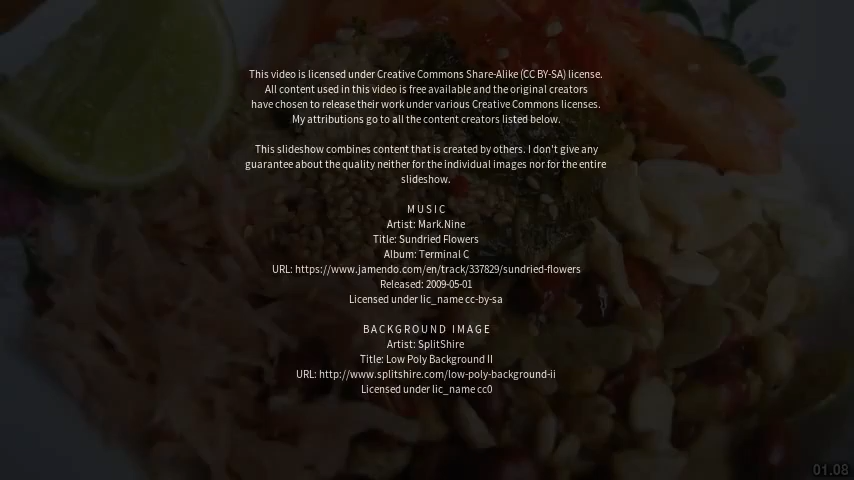 This video is licensed under Creative Commons Share-Alike (CC BY-SA) license.
All content used in this video is free available and the original creators
have chosen to release their work under various Creative Commons licenses.
My attributions go to all the content creators listed below.
This slideshow combines content that is created by others. I don't give any
guarantee about the quality neither for the individual images nor for the entire
slideshow.
MUSIC
Artist: Mark.Nine
Title: Sundried Flowers
Album: Terminal C
URL: https://www.jamendo.com/en/track/337829/sundried-flowers
Released: 2009-05-01
Licensed under lic_name cc-by-sa
BACKGROUND IMAGE
Artist: SplitShire
Title: Low Poly Background II
URL: http://www.splitshire.com/low-poly-background-ii
Licensed under lic_name cc0
01.08